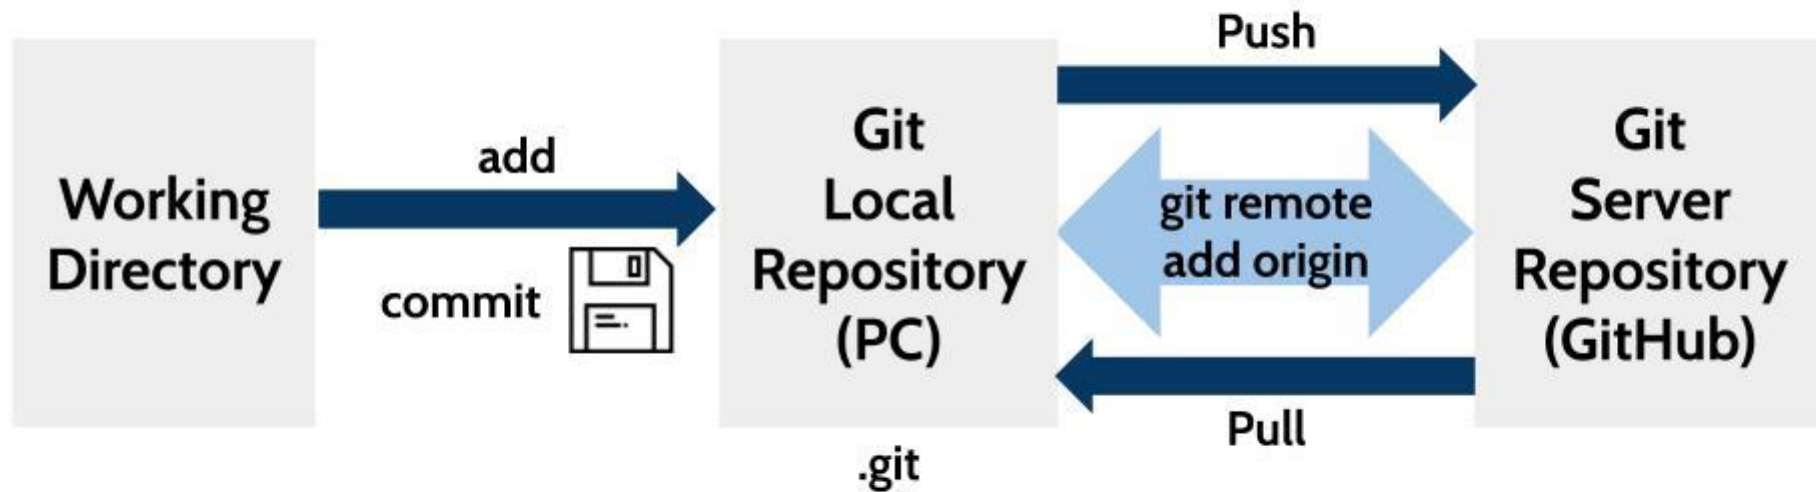 Working
Directory
add
commit
Git
Local
Repository
(PC)
.git
Push
git remote
add origin
Pull
Git
Server
Repository
(GitHub)